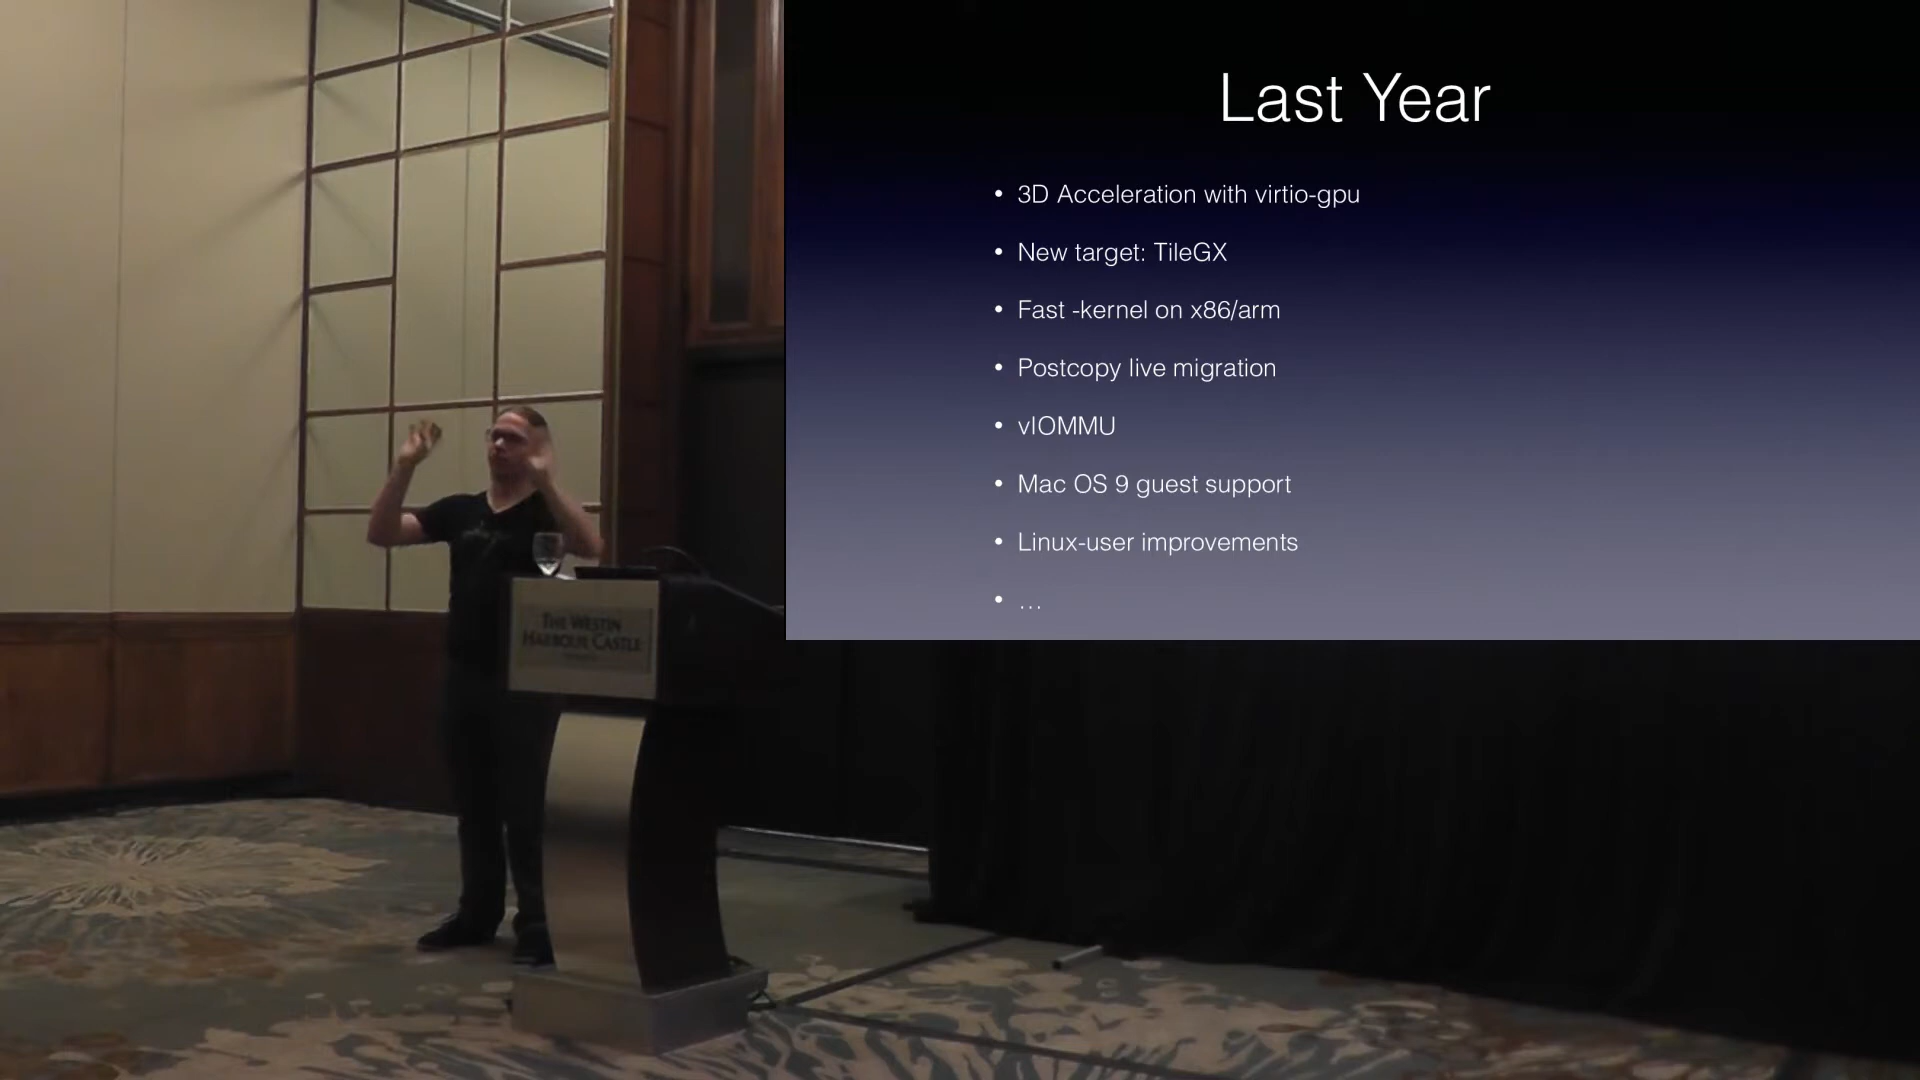 Last Year
• 3D Acceleration with virtio-gpu
• New target: TileGX
• Fast -kernel on x86/arm
• Postcopy live migration
• vIOMMU
• Mac OS 9 guest support
• Linux-user improvements
• ...
THE WESTIN
HARBOUR CASTLE